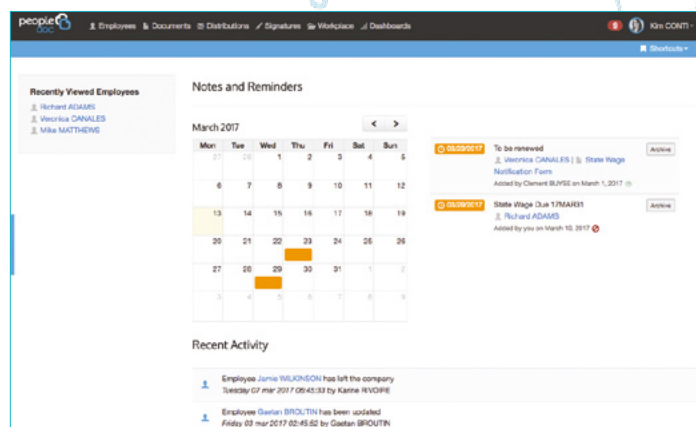 people doc
Employees Documents Distributions Signatures Workplace Dashboards
Kim CONTI
Shortcuts
Recently Viewed Employees
Richard ADAMS
Veronica CANALES
Mike MATTHEWS
Notes and Reminders
March 2017
< >
Mon Tue Wed Thu Fri Sat Sun
27 28 1 2 3 4 5
6 7 8 9 10 11 12
13 14 15 16 17 18 19
20 21 22 23 24 25 26
27 28 29 30 31 1 2
3 4 5 6 7 8 9
To be renewed
Archive
Veronica CANALES | State Wage
Notification Form
Added by Clement BUYSE on March 1, 2017
State Wage Due 17MAR31
Archive
Richard ADAMS
Added by you on March 10, 2017
Recent Activity
Employee Jamie WILKINSON has left the company
Tuesday 07 mar 2017 06:45:33 by Karine RIVOIRE
Employee Gaetan BROUTIN has been updated
Friday 03 mar 2017 02:45:52 by Gaetan BROUTIN